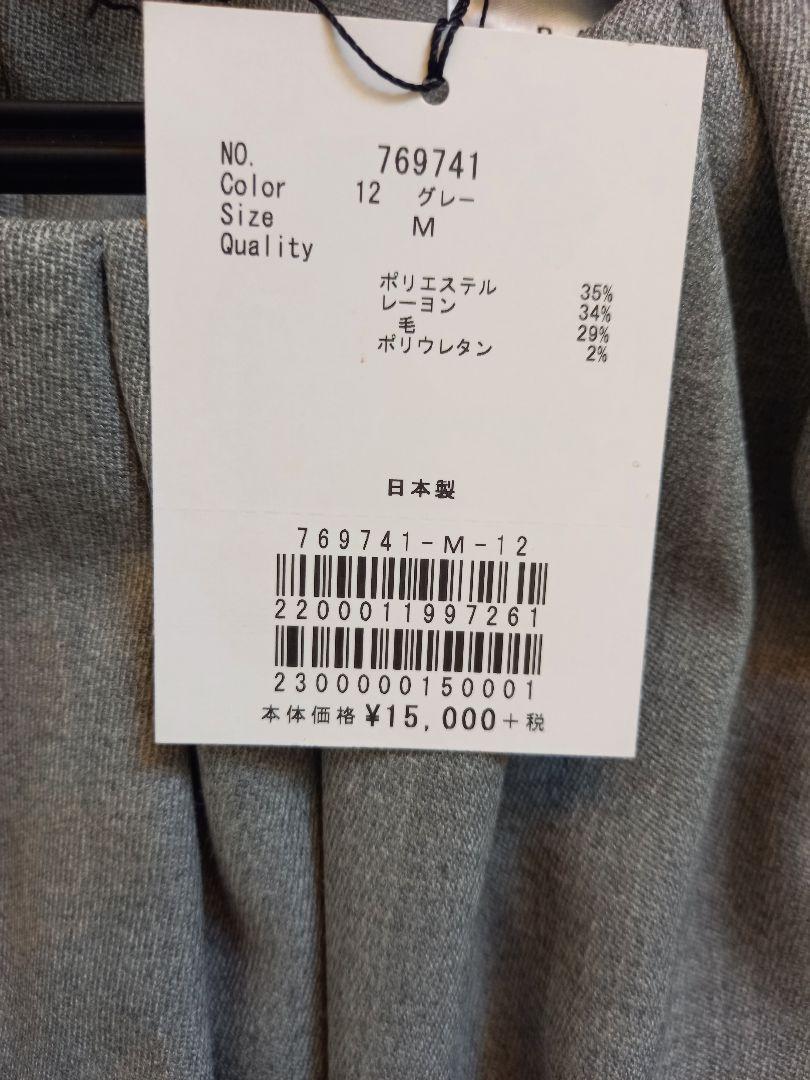 NO. 769741
Color 12 グレー
Size M
Quality
ポリエステル 35%
レーヨン 34%
毛 29%
ポリウレタン 2%
日本製
769741-M-12
2200011997261
2300000150001
本体価格 ¥15,000+税